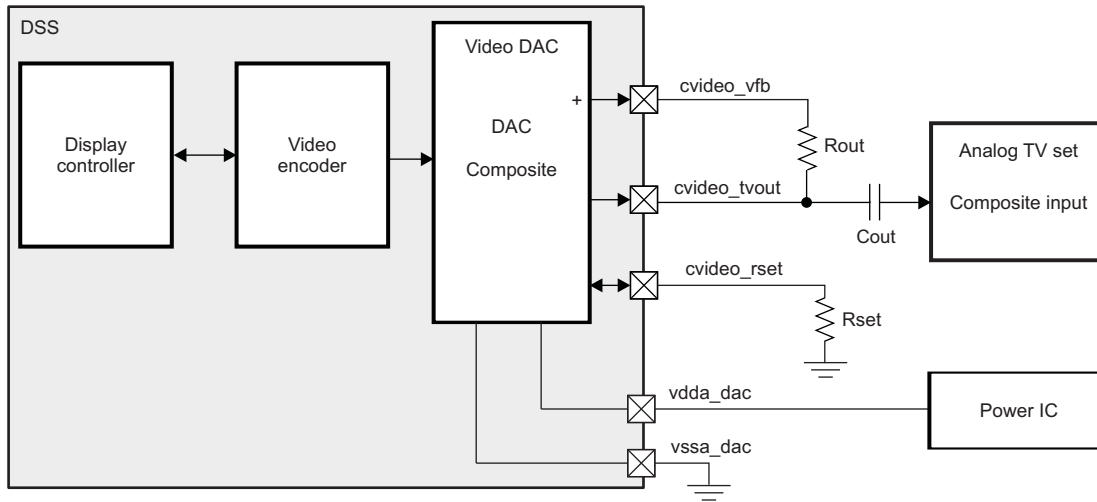 DSS
Display
controller
Video
encoder
Video DAC
+
DAC
Composite
cvideo_vfb
Rout
cvideo_tvout
Cout
Analog TV set
Composite input
cvideo_rset
Rset
vdda_dac
Power IC
vssa_dac